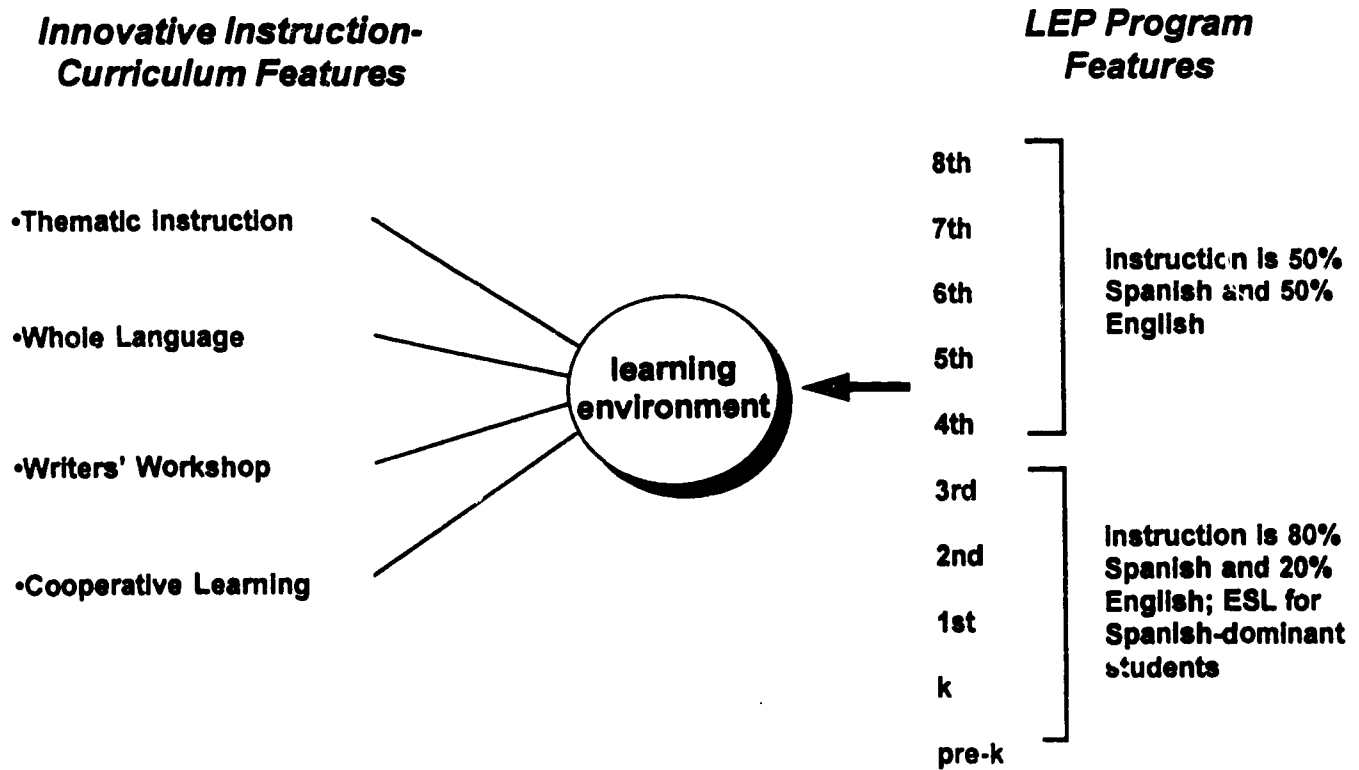 Innovative Instruction-
Curriculum Features
•Thematic Instruction
•Whole Language
•Writers' Workshop
•Cooperative Learning
learning
environment
LEP Program
Features
8th
7th
6th
5th
4th
Instruction is 50%
Spanish and 50%
English
3rd
2nd
1st
k
pre-k
Instruction is 80%
Spanish and 20%
English; ESL for
Spanish-dominant
students